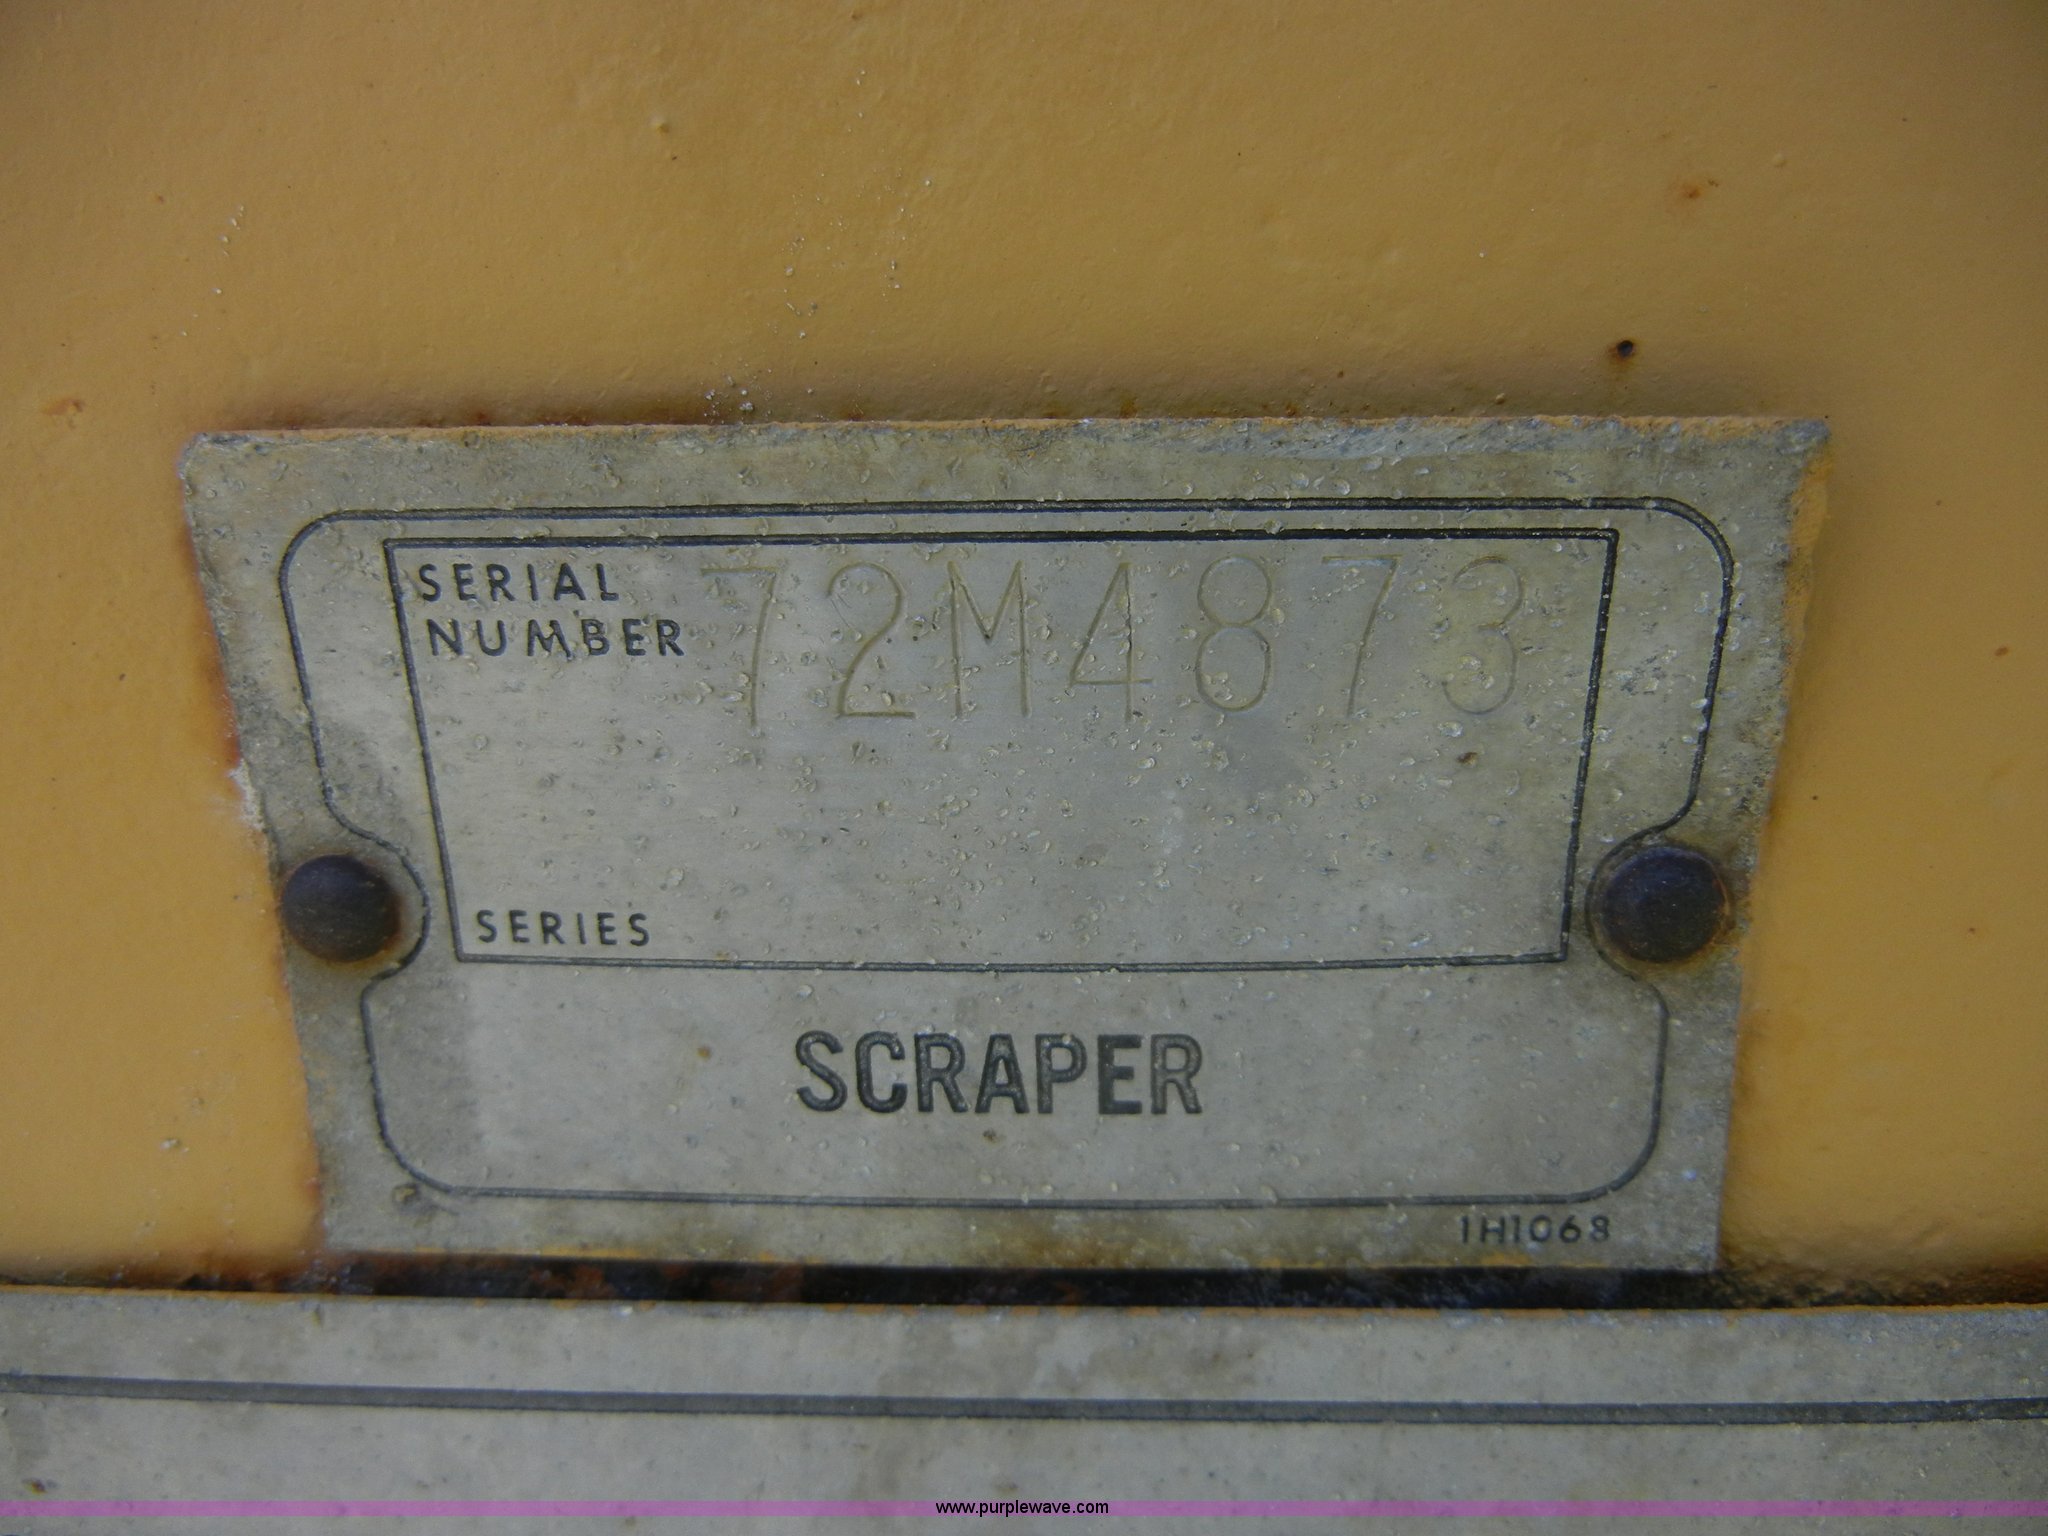 SERIAL
NUMBER 72M4873
SERIES
SCRAPER
1H1068
www.purplewave.com